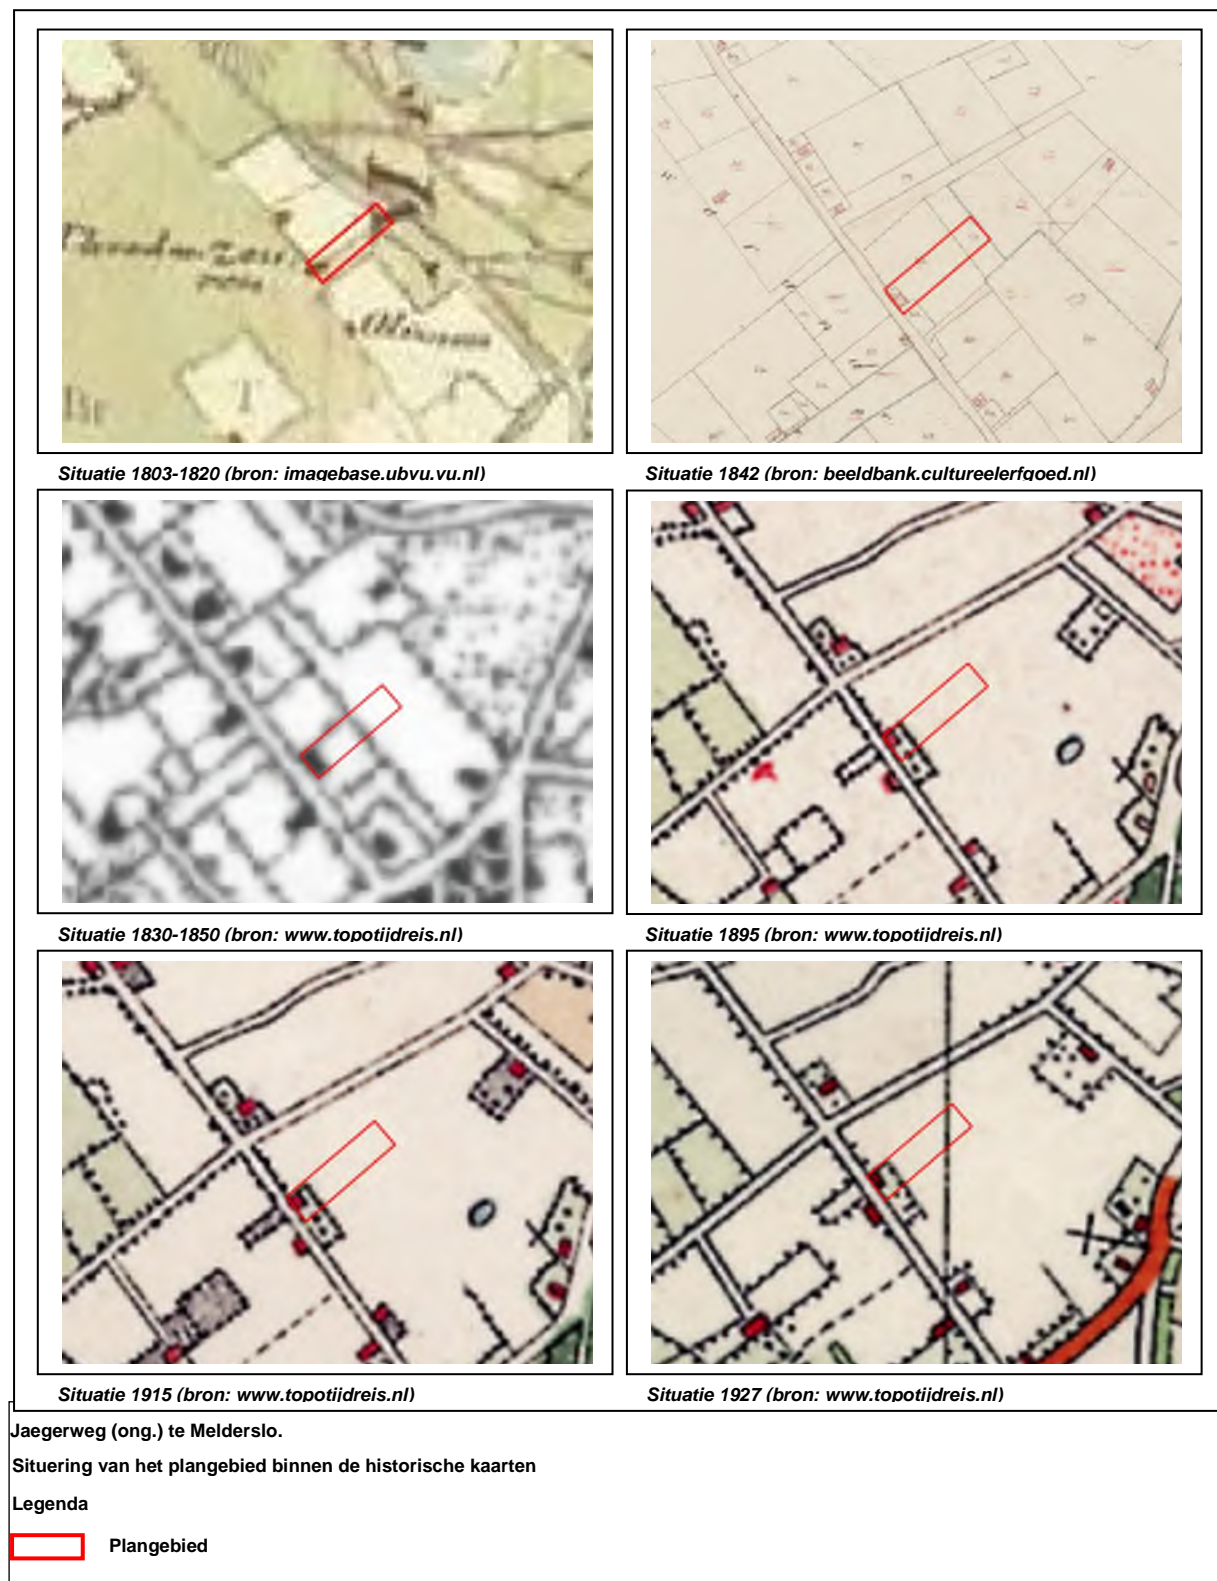 Situatie 1803-1820 (bron: imagebase.ubvu.vu.nl)
Situatie 1842 (bron: beeldbank.cultureelerfgoed.nl)
Situatie 1830-1850 (bron: www.topotijdreis.nl)
Situatie 1895 (bron: www.topotijdreis.nl)
Situatie 1915 (bron: www.topotijdreis.nl)
Situatie 1927 (bron: www.topotijdreis.nl)
Jaegerweg (ong.) te Melderslo.
Situering van het plangebied binnen de historische kaarten
Legenda
Plangebied